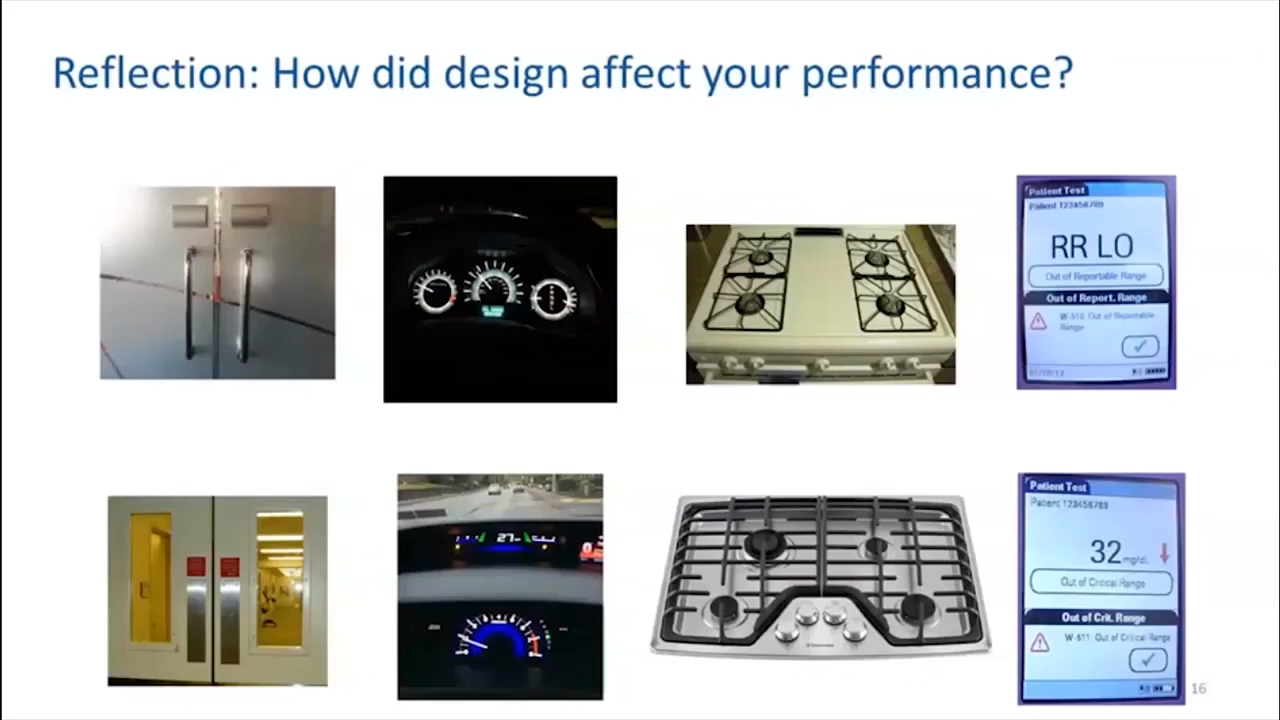 Reflection: How did design affect your performance?
Patient Test
Patient 123456789
RR LO
Out of Reportable Range
Out of Report. Range
W-510: Out of Reportable
Range
27
Patient Test
Patient 123456789
32 mg/dL
Out of Critical Range
Out of Crit. Range
W-511: Out of Critical Range
16